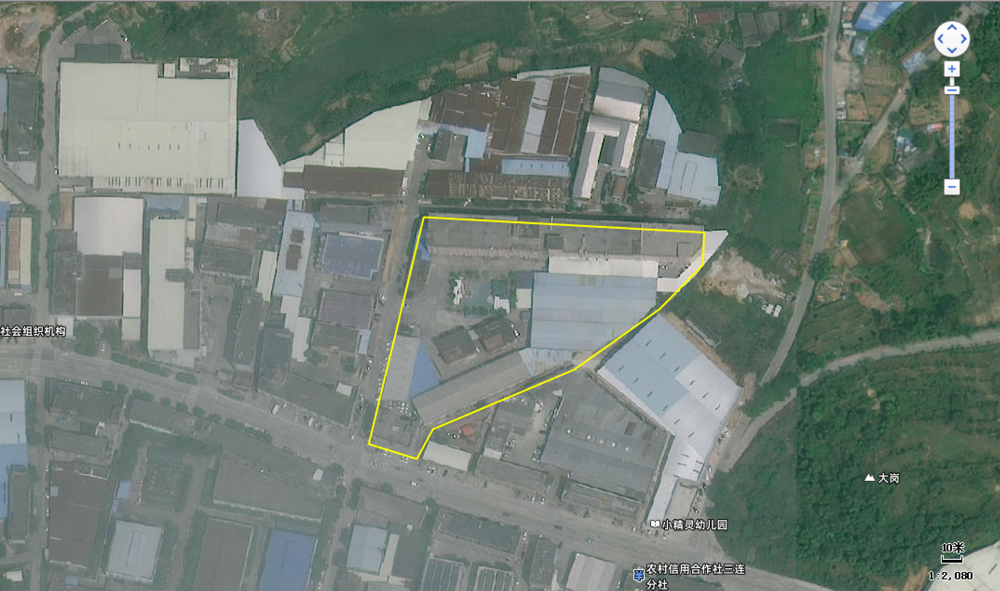 社会组织机构
大岗
小精灵幼儿园
10米
农村信用合作社三连
分社
1:2,080